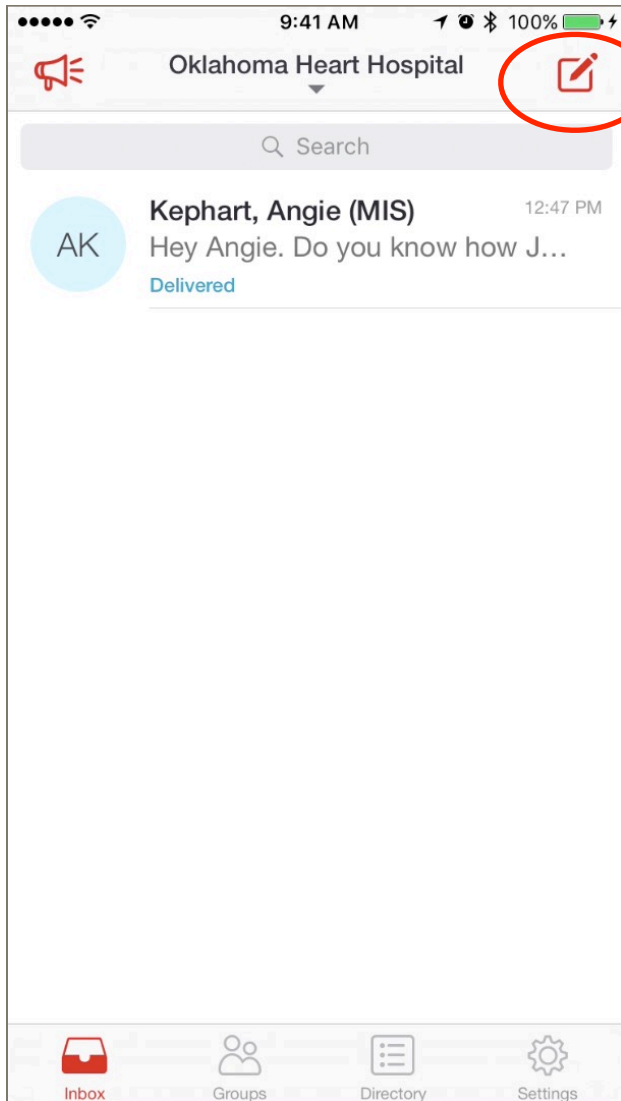 9:41 AM 100%
Oklahoma Heart Hospital
Search
Kephart, Angie (MIS) 12:47 PM
AK
Hey Angie. Do you know how J...
Delivered
Inbox Groups Directory Settings